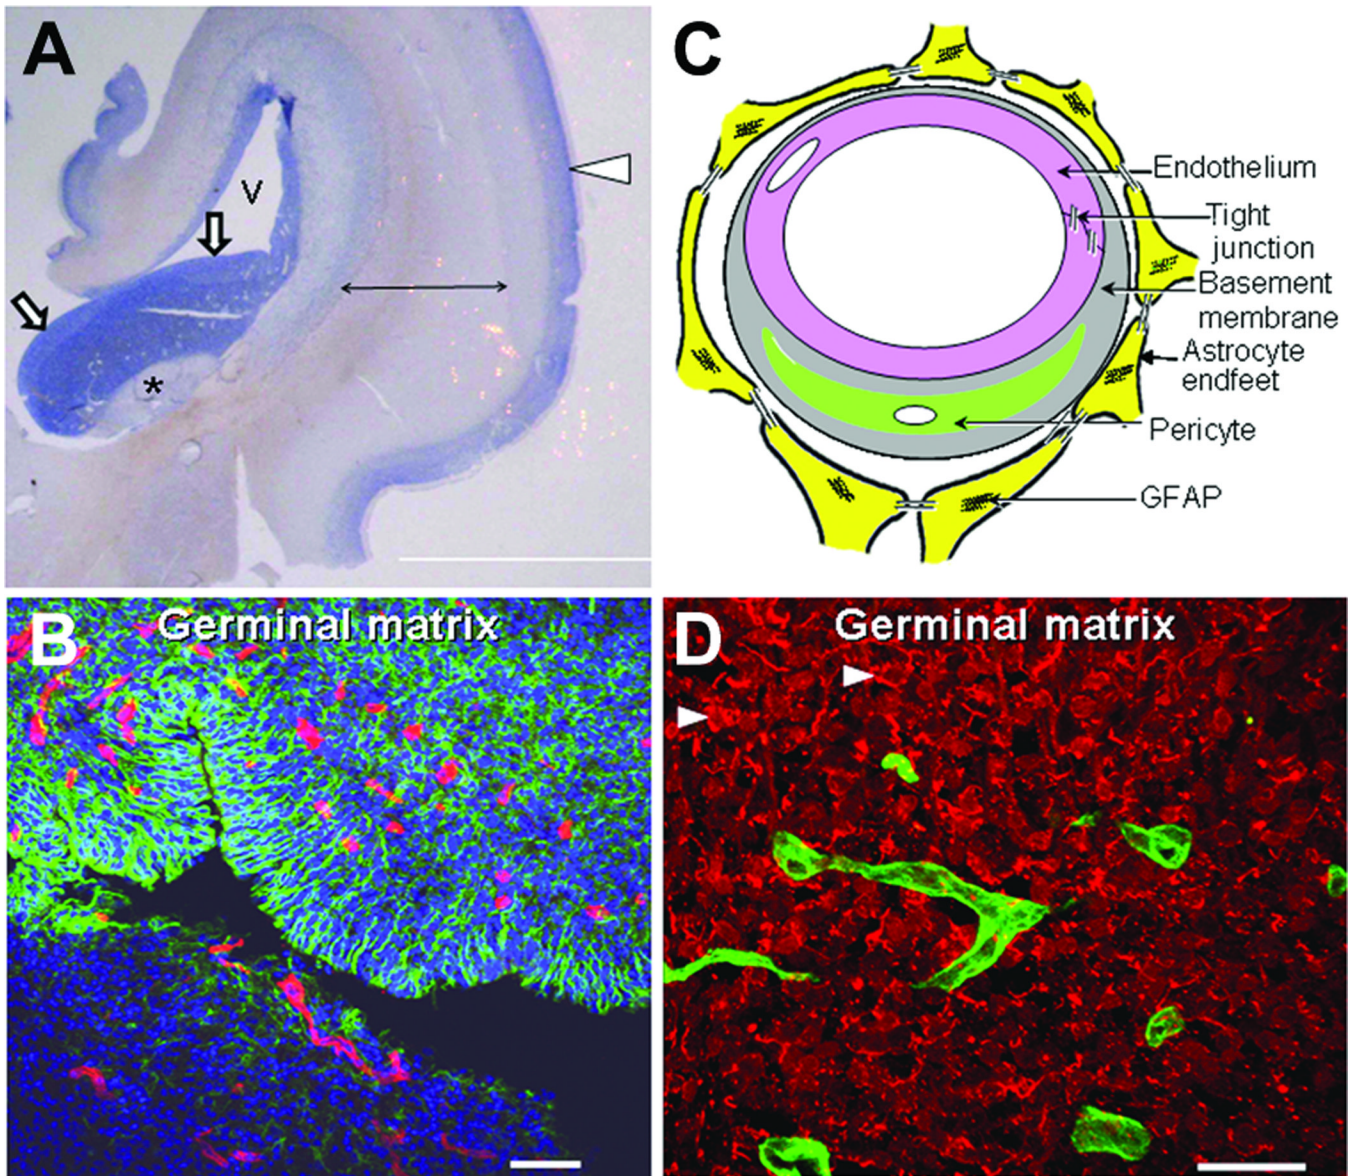 A
V
*
C
Endothelium
Tight
junction
Basement
membrane
Astrocyte
endfeet
Pericyte
GFAP
B
Germinal matrix
D
Germinal matrix